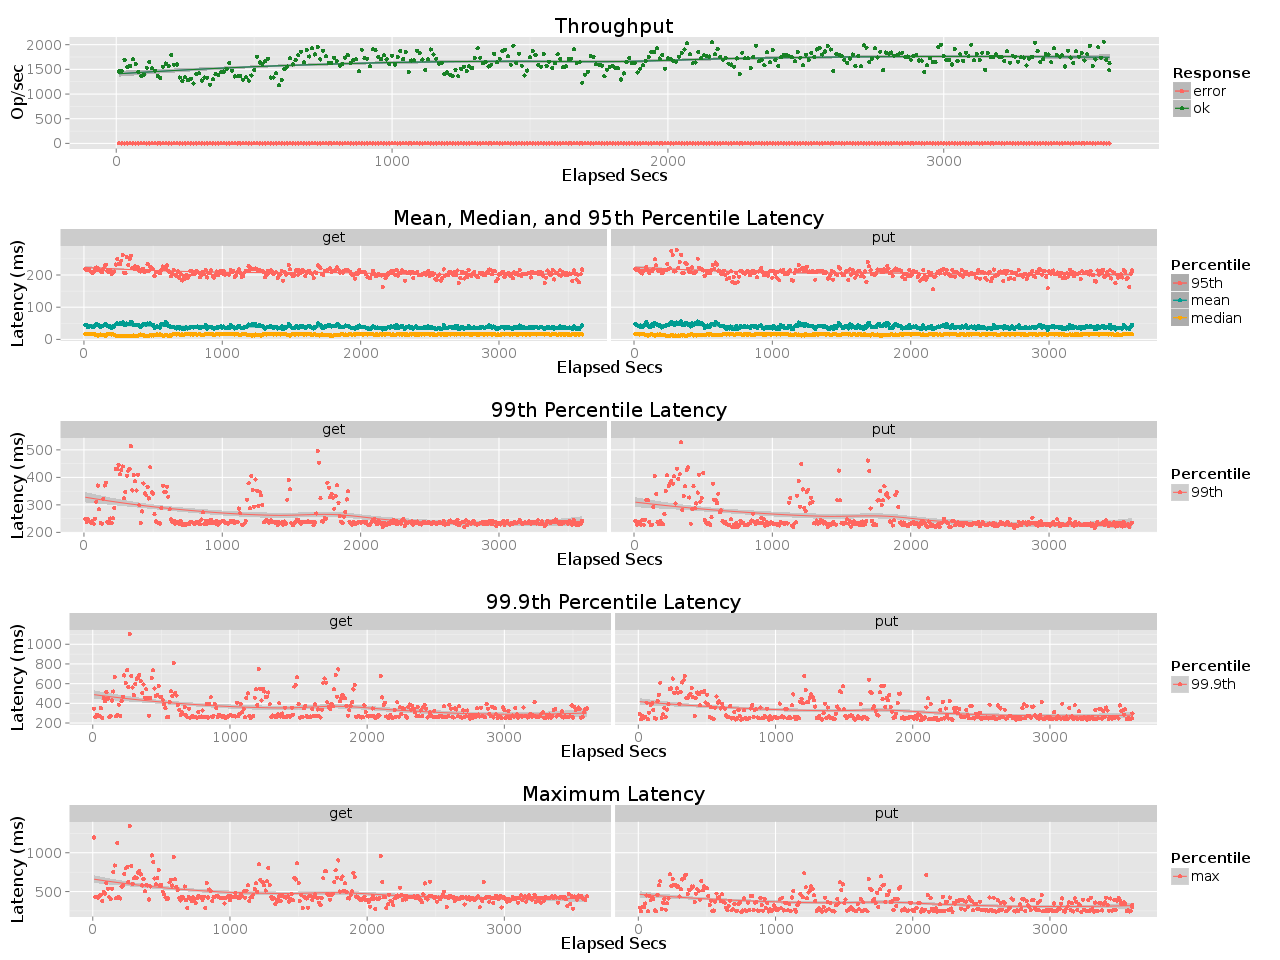 Throughput
Op/sec
2000
1500
1000
500
0
0 1000 2000 3000
Elapsed Secs
Response
error
ok
Mean, Median, and 95th Percentile Latency
get put
Latency (ms)
200
100
0
0 1000 2000 3000 0 1000 2000 3000
Elapsed Secs
Percentile
95th
mean
median
99th Percentile Latency
get put
Latency (ms)
500
400
300
200
0 1000 2000 3000 0 1000 2000 3000
Elapsed Secs
Percentile
99th
99.9th Percentile Latency
get put
Latency (ms)
1000
800
600
400
200
0 1000 2000 3000 0 1000 2000 3000
Elapsed Secs
Percentile
99.9th
Maximum Latency
get put
Latency (ms)
1000
500
0 1000 2000 3000 0 1000 2000 3000
Elapsed Secs
Percentile
max